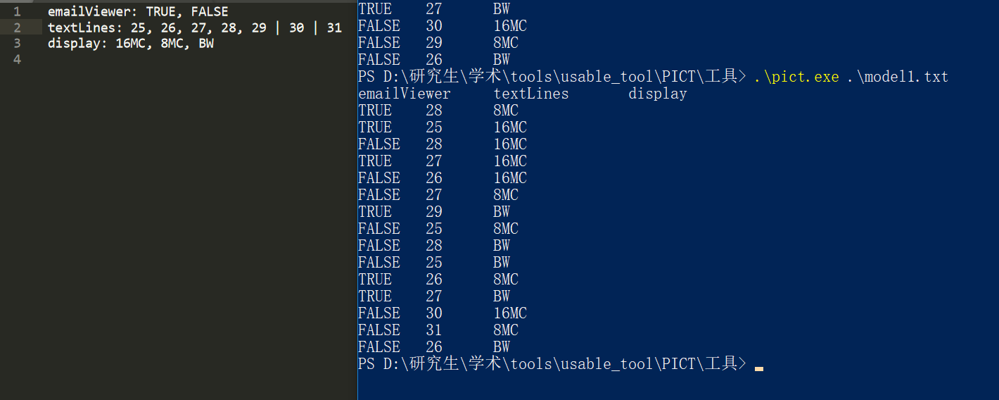 1 emailViewer: TRUE, FALSE
2 textLines: 25, 26, 27, 28, 29 | 30 | 31
3 display: 16MC, 8MC, BW
4
TRUE 27 BW
FALSE 30 16MC
FALSE 29 8MC
FALSE 26 BW
PS D:\研究生\学术\tools\usable_tool\PICT\工具> .\pict.exe .\model1.txt
emailViewer textLines display
TRUE 28 8MC
TRUE 25 16MC
FALSE 28 16MC
TRUE 27 16MC
FALSE 26 16MC
FALSE 27 8MC
TRUE 29 BW
FALSE 25 8MC
FALSE 28 BW
FALSE 25 BW
TRUE 26 8MC
TRUE 27 BW
FALSE 30 16MC
FALSE 31 8MC
FALSE 26 BW
PS D:\研究生\学术\tools\usable_tool\PICT\工具>